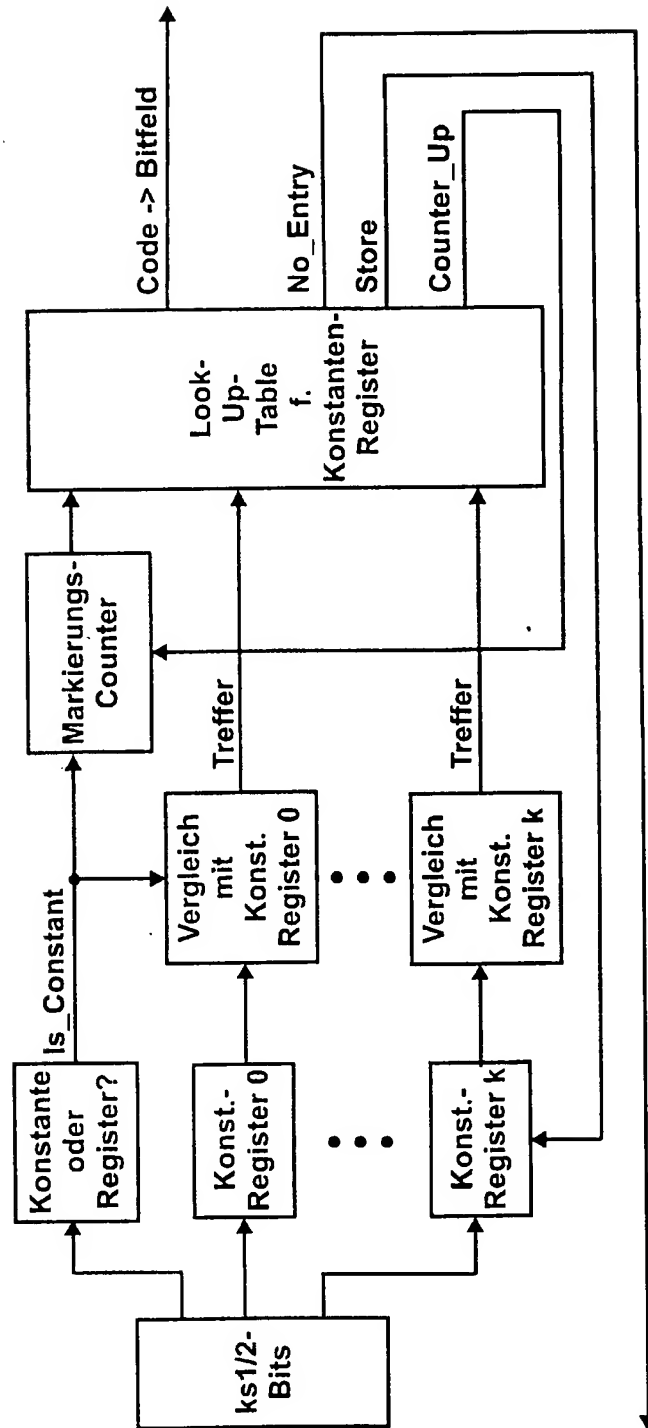 ks1/2-
Bits
Konstante
oder
Register?
Is_Constant
Konst.-
Register 0
Konst.-
Register k
Vergleich
mit
Konst.
Register 0
Vergleich
mit
Konst.
Register k
Markierungs-
Counter
Treffer
Treffer
Look-
Up-
Table
f.
Konstanten-
Register
Code -> Bitfeld
No_Entry
Store
Counter_Up